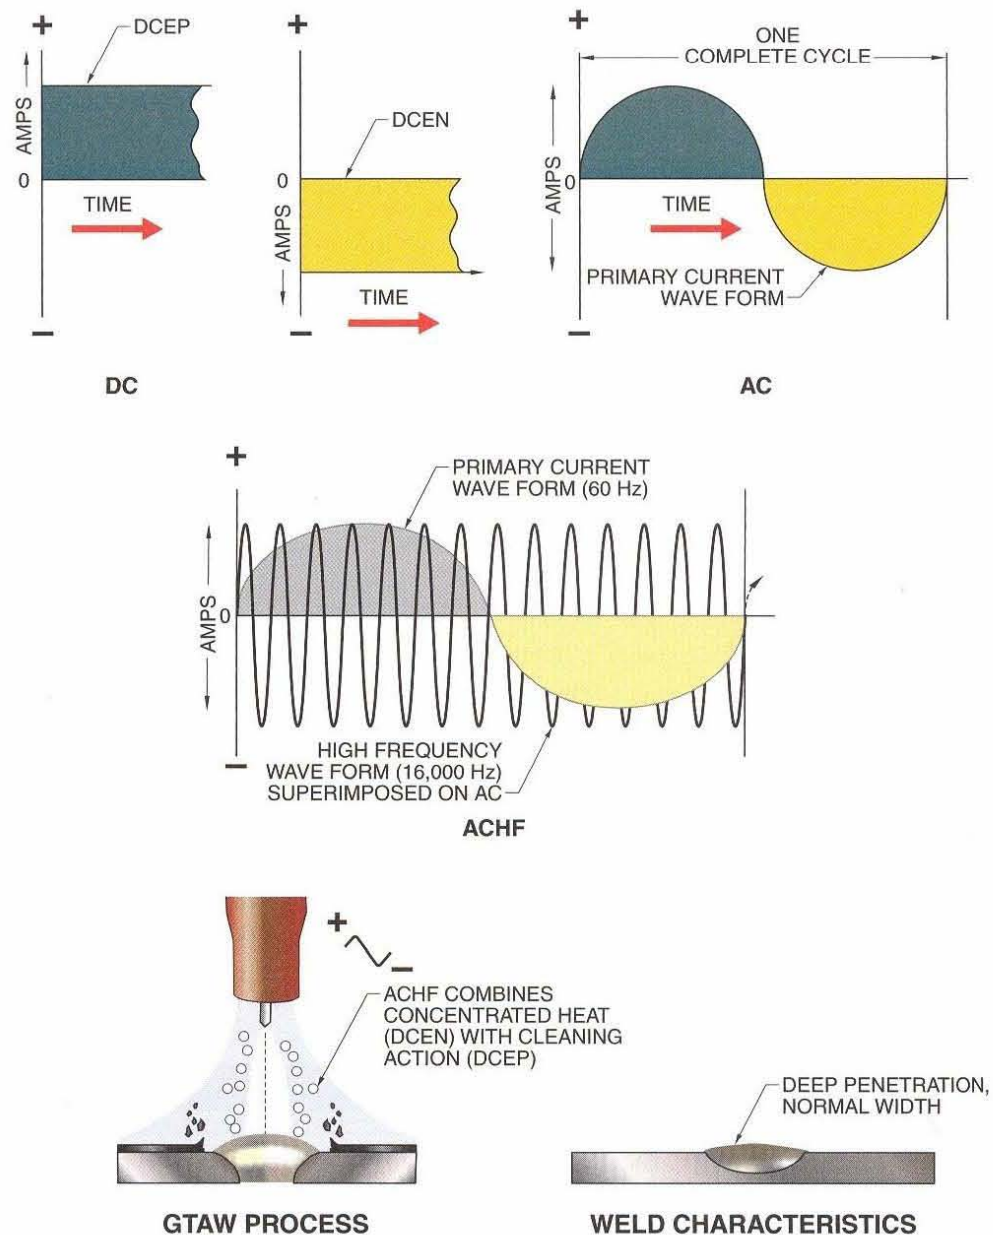 +
DCEP
AMPS
0
TIME
−
+
DCEN
0
AMPS
TIME
−
DC
+
ONE
COMPLETE CYCLE
AMPS
0
TIME
PRIMARY CURRENT
WAVE FORM
−
AC
+
PRIMARY CURRENT
WAVE FORM (60 Hz)
AMPS
0
−
HIGH FREQUENCY
WAVE FORM (16,000 Hz)
SUPERIMPOSED ON AC
ACHF
+
−
ACHF COMBINES
CONCENTRATED HEAT
(DCEN) WITH CLEANING
ACTION (DCEP)
GTAW PROCESS
DEEP PENETRATION,
NORMAL WIDTH
WELD CHARACTERISTICS